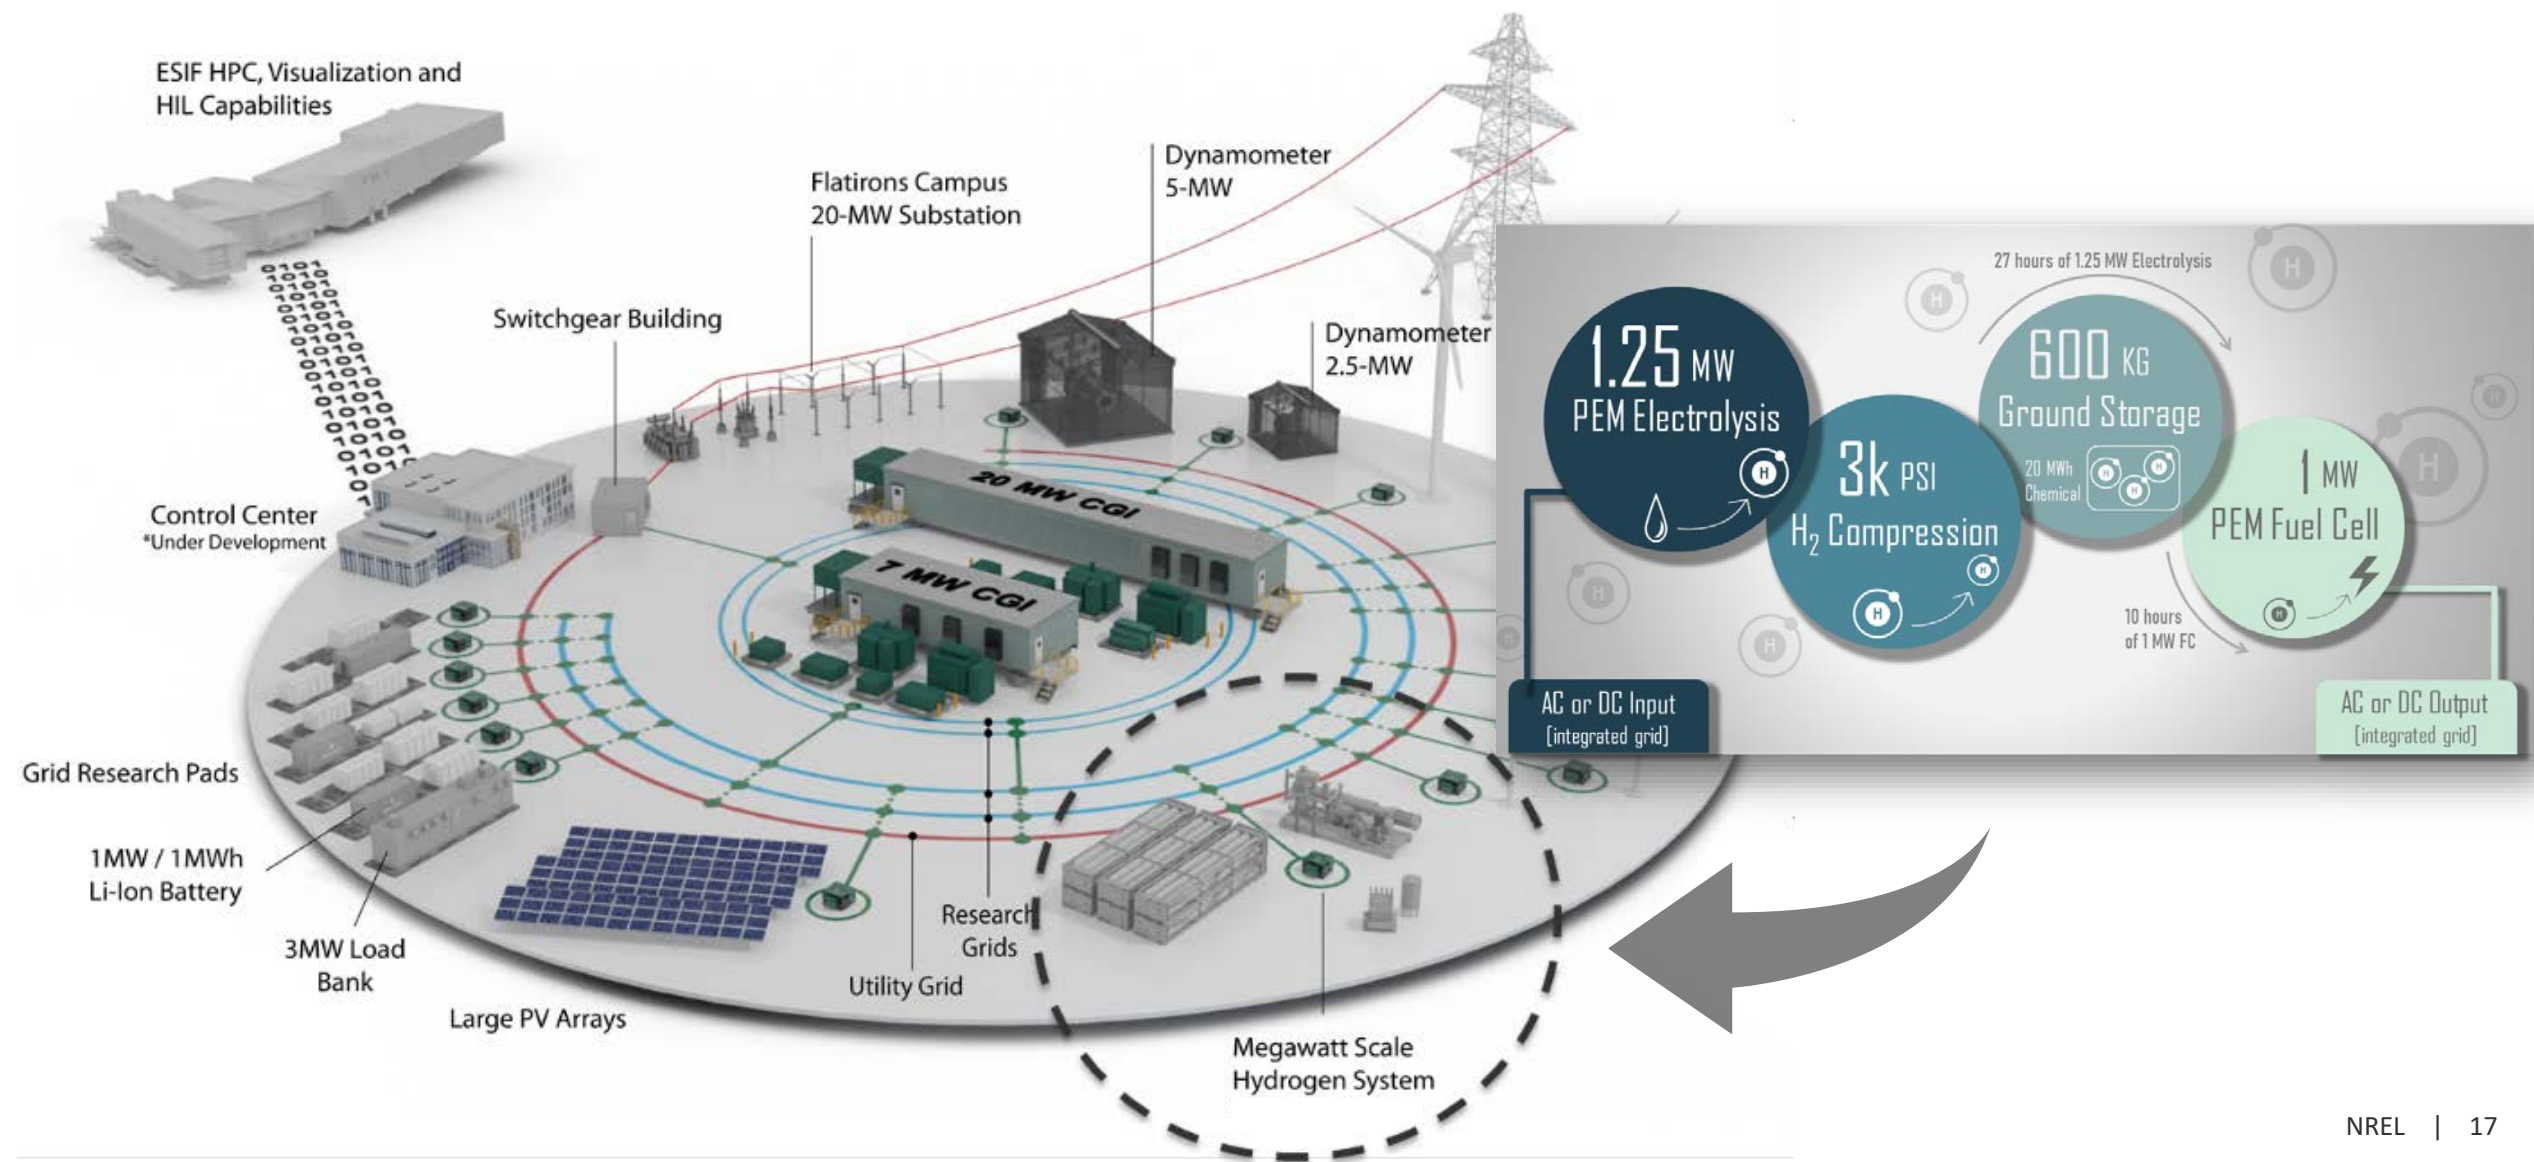 ESIF HPC, Visualization and
HIL Capabilities
Flatirons Campus
20-MW Substation
Dynamometer
5-MW
Switchgear Building
Dynamometer
2.5-MW
Control Center
*Under Development
20 MW CGI
7 MW CGI
Grid Research Pads
1MW / 1MWh
Li-Ion Battery
3MW Load
Bank
Large PV Arrays
Utility Grid
Research
Grids
Megawatt Scale
Hydrogen System
27 hours of 1.25 MW Electrolysis
1.25 MW
PEM Electrolysis
H
3k PSI
H₂ Compression
H
H
600 KG
Ground Storage
20 MWh
Chemical
H
H
H
1 MW
PEM Fuel Cell
H
10 hours
of 1 MW FC
AC or DC Input
[integrated grid]
AC or DC Output
[integrated grid]
H
H
H
H
H
H
H
NREL | 17